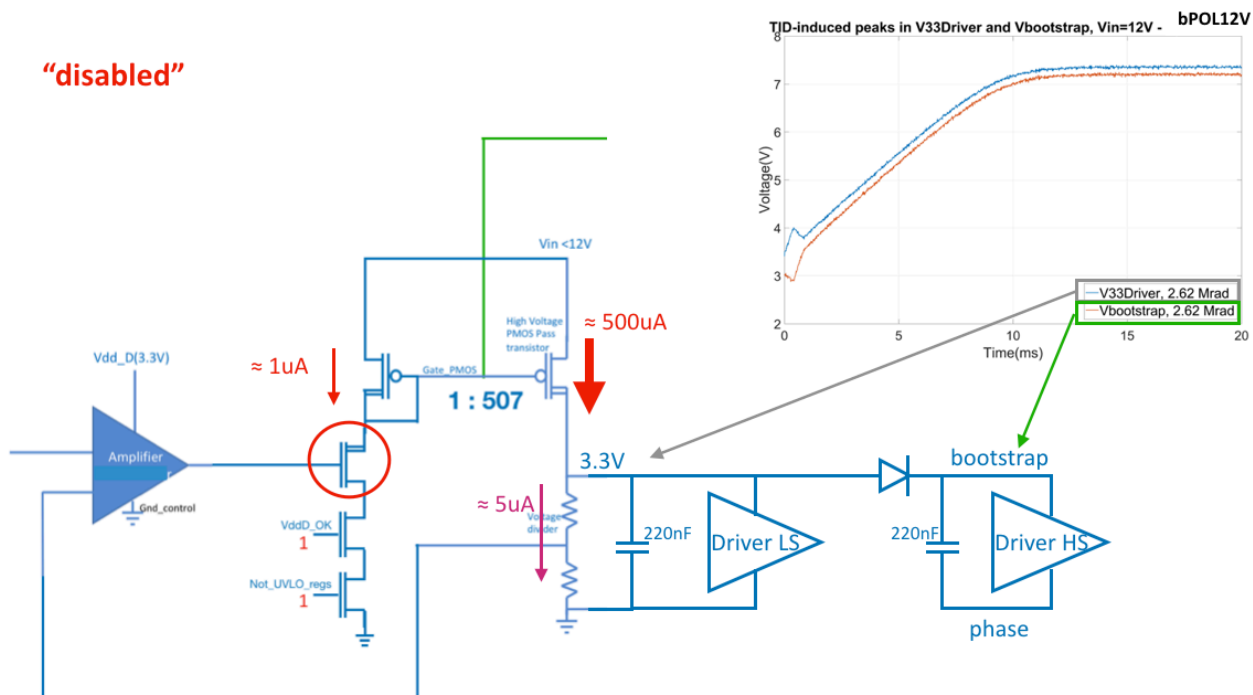 bPOL12V
TID-induced peaks in V33Driver and Vbootstrap, Vin=12V -
“disabled”
8
7
6
5
4
3
2
Voltage(V)
0
5
10
15
20
Time(ms)
V33Driver, 2.62 Mrad
Vbootstrap, 2.62 Mrad
Vin <12V
High Voltage
PMOS Pass
transistor
≈ 500uA
Vdd_D(3.3V)
≈ 1uA
Gate_PMOS
1 : 507
Amplifier
Gnd_control
3.3V
bootstrap
≈ 5uA
Voltage
divider
220nF
Driver LS
220nF
Driver HS
VddD_OK
1
Not_UVLO_regs
1
phase